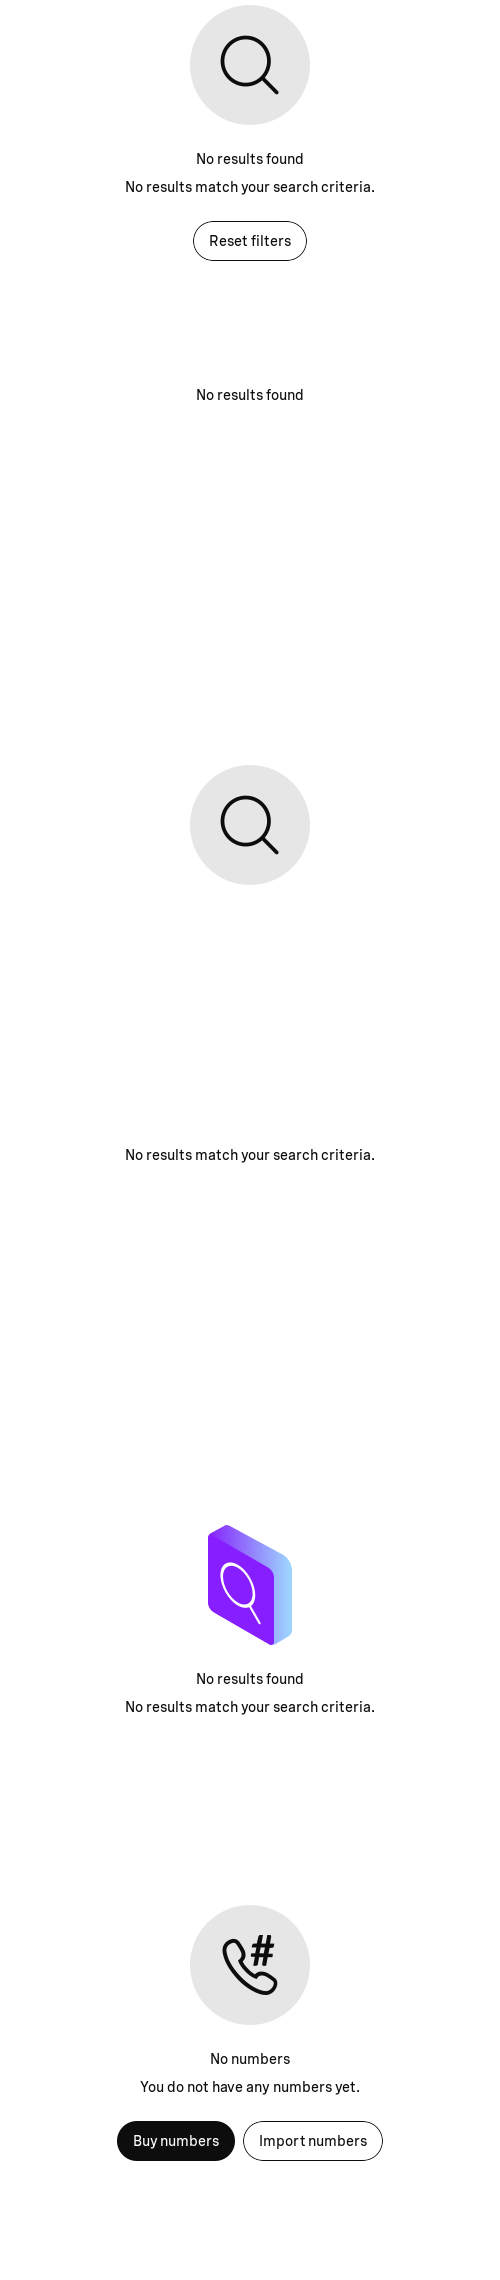 No results found
No results match your search criteria.
Reset filters
No results found
No results match your search criteria.
No results found
No results match your search criteria.
#
No numbers
You do not have any numbers yet.
Buy numbers Import numbers